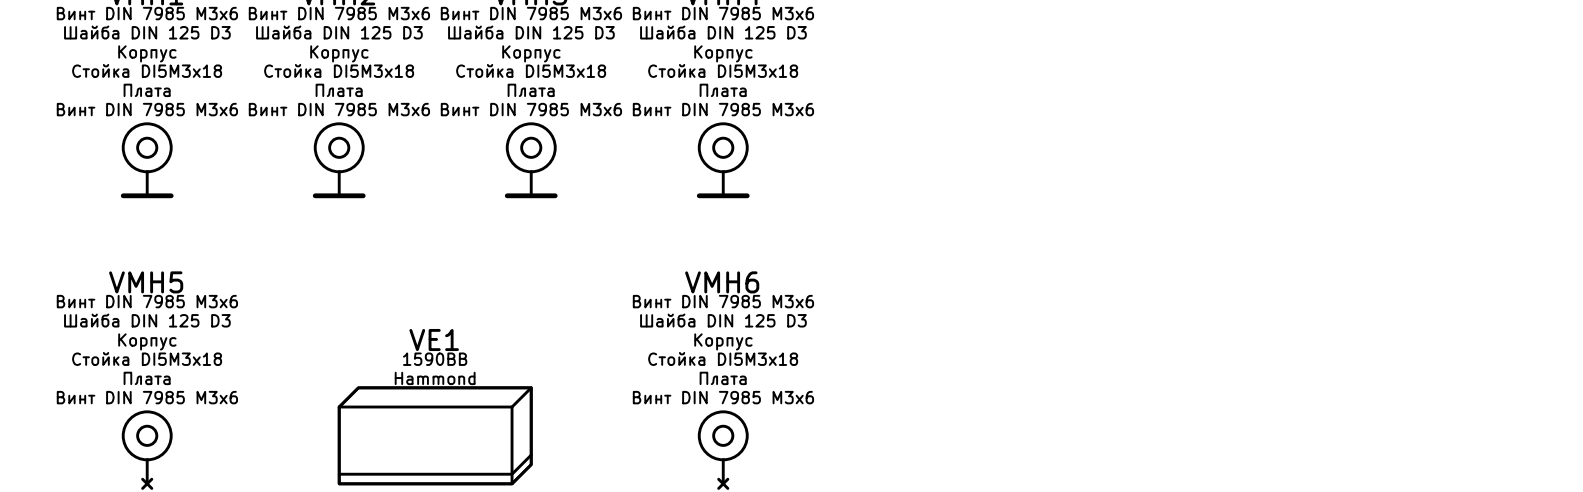 Винт DIN 7985 M3x6 Винт DIN 7985 M3x6 Винт DIN 7985 M3x6 Винт DIN 7985 M3x6
Шайба DIN 125 D3 Шайба DIN 125 D3 Шайба DIN 125 D3 Шайба DIN 125 D3
Корпус Корпус Корпус Корпус
Стойка DI5M3x18 Стойка DI5M3x18 Стойка DI5M3x18 Стойка DI5M3x18
Плата Плата Плата Плата
Винт DIN 7985 M3x6 Винт DIN 7985 M3x6 Винт DIN 7985 M3x6 Винт DIN 7985 M3x6
VMH5
Винт DIN 7985 M3x6
Шайба DIN 125 D3
Корпус
Стойка DI5M3x18
Плата
Винт DIN 7985 M3x6
VE1
1590BB
Hammond
VMH6
Винт DIN 7985 M3x6
Шайба DIN 125 D3
Корпус
Стойка DI5M3x18
Плата
Винт DIN 7985 M3x6